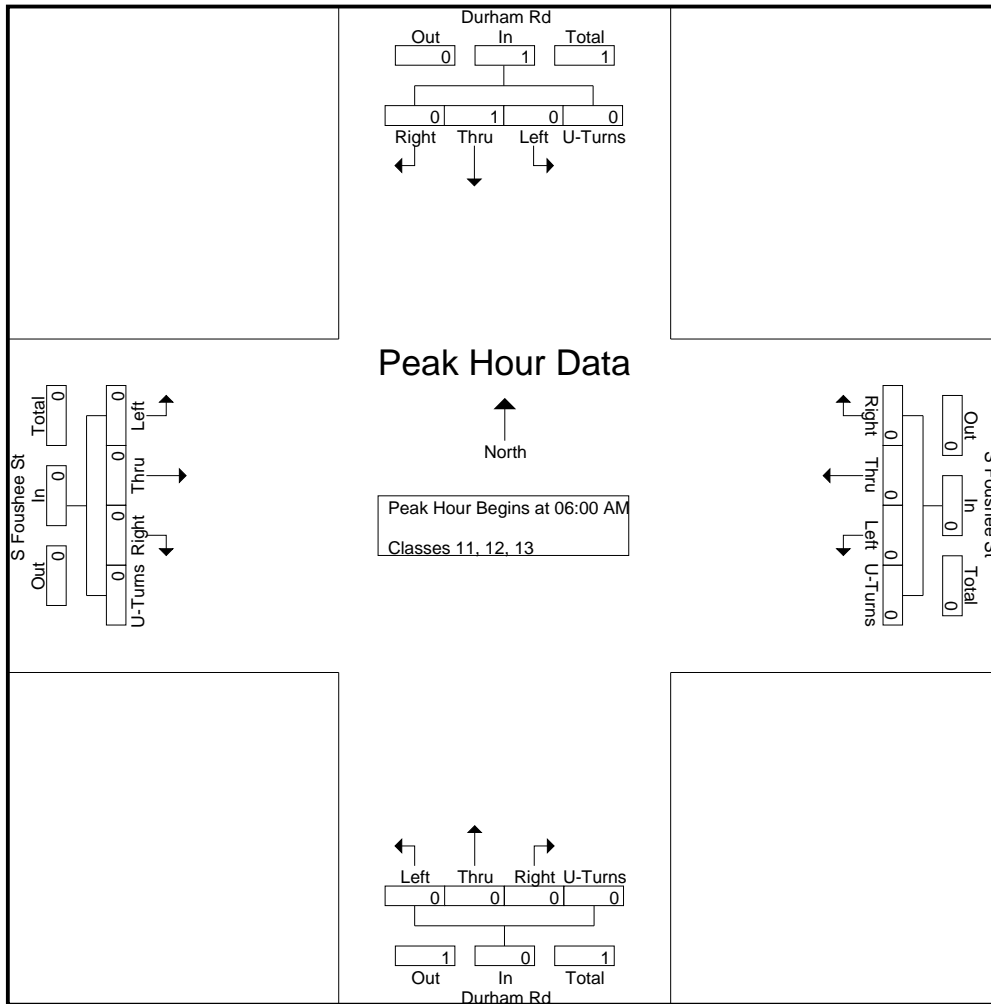 Durham Rd
Out In Total
0 1 1
0 1 0 0
Right Thru Left U-Turns
Peak Hour Data
North
Peak Hour Begins at 06:00 AM
Classes 11, 12, 13
S Foushee St
Total In Out
0 0 0
0 0 0 0
Left Thru Right U-Turns
Right Thru Left U-Turns
0 0 0 0
0 0 0
Out In Total
S Foushee St
Left Thru Right U-Turns
0 0 0 0
1 0 1
Out In Total
Durham Rd